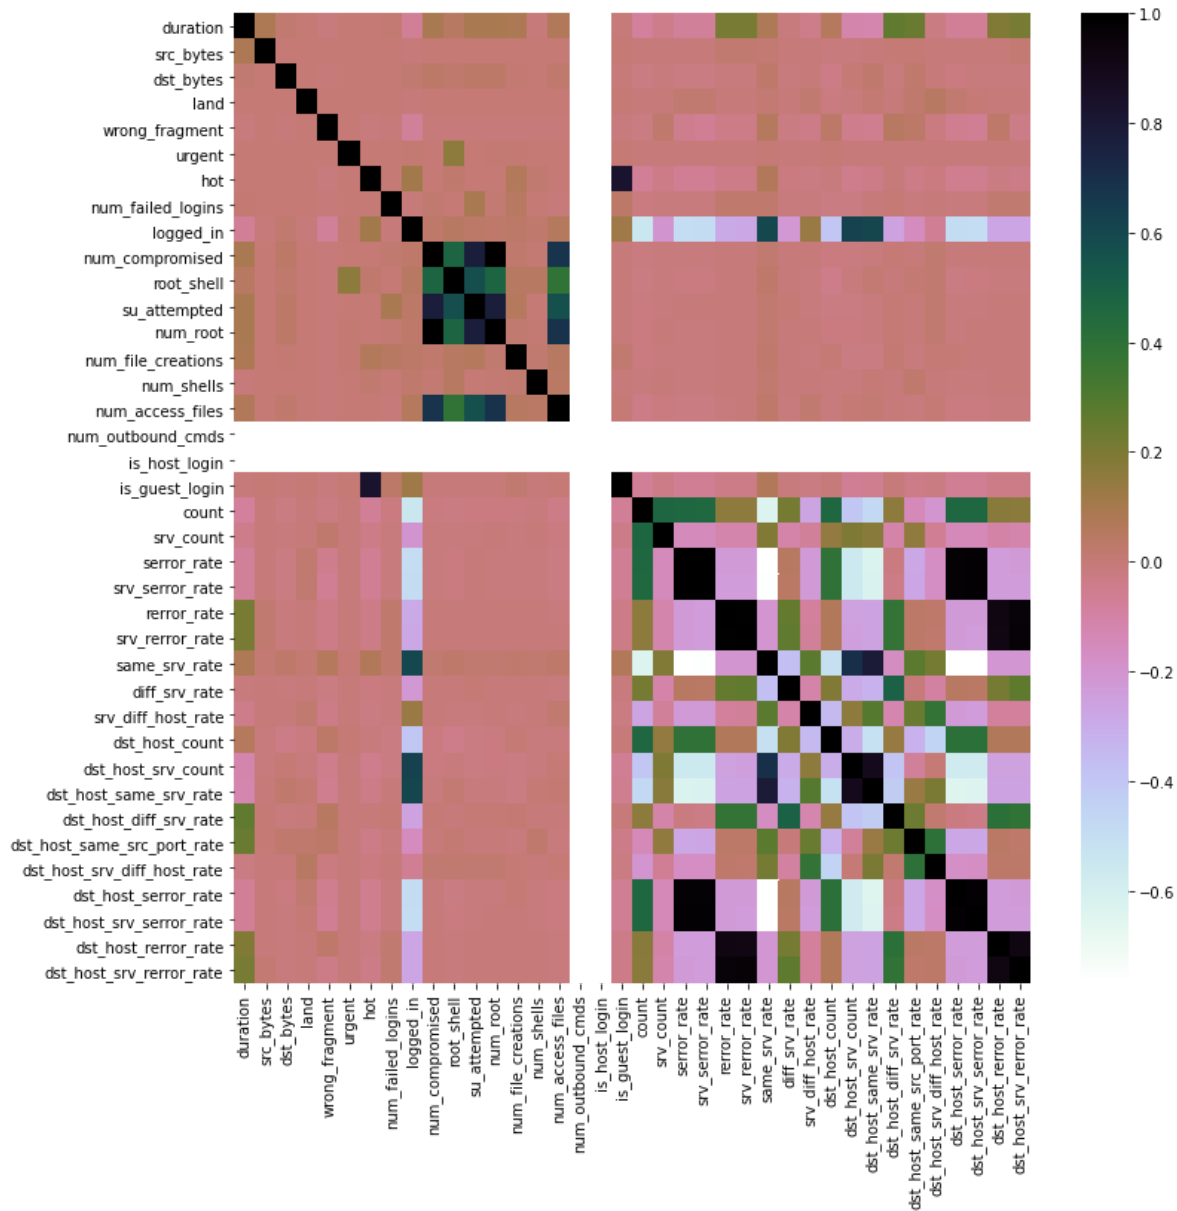 duration
src_bytes
dst_bytes
land
wrong_fragment
urgent
hot
num_failed_logins
logged_in
num_compromised
root_shell
su_attempted
num_root
num_file_creations
num_shells
num_access_files
num_outbound_cmds
is_host_login
is_guest_login
count
srv_count
serror_rate
srv_serror_rate
rerror_rate
srv_rerror_rate
same_srv_rate
diff_srv_rate
srv_diff_host_rate
dst_host_count
dst_host_srv_count
dst_host_same_srv_rate
dst_host_diff_srv_rate
dst_host_same_src_port_rate
dst_host_srv_diff_host_rate
dst_host_serror_rate
dst_host_srv_serror_rate
dst_host_rerror_rate
dst_host_srv_rerror_rate
duration
src_bytes
dst_bytes
land
wrong_fragment
urgent
hot
num_failed_logins
logged_in
num_compromised
root_shell
su_attempted
num_root
num_file_creations
num_shells
num_access_files
num_outbound_cmds
is_host_login
is_guest_login
count
srv_count
serror_rate
srv_serror_rate
rerror_rate
srv_rerror_rate
same_srv_rate
diff_srv_rate
srv_diff_host_rate
dst_host_count
dst_host_srv_count
dst_host_same_srv_rate
dst_host_diff_srv_rate
dst_host_same_src_port_rate
dst_host_srv_diff_host_rate
dst_host_serror_rate
dst_host_srv_serror_rate
dst_host_rerror_rate
dst_host_srv_rerror_rate
1.0
0.8
0.6
0.4
0.2
0.0
−0.2
−0.4
−0.6